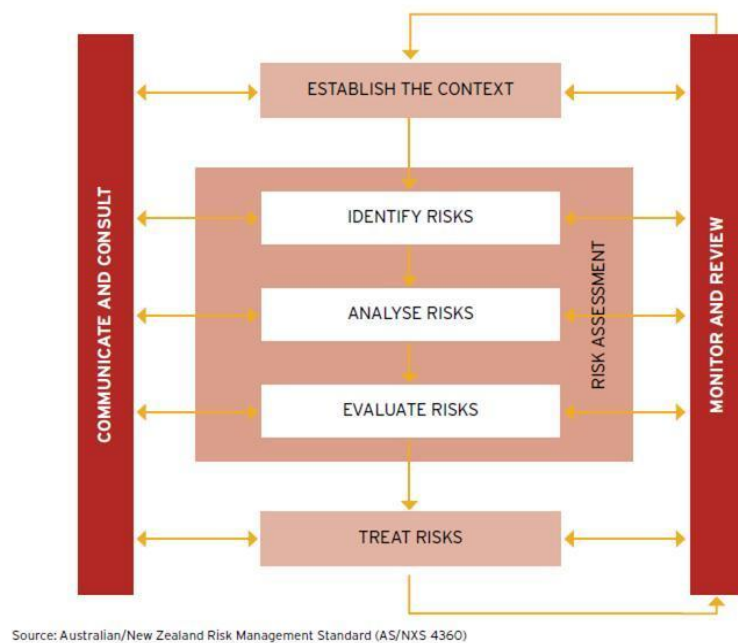 ESTABLISH THE CONTEXT
COMMUNICATE AND CONSULT
IDENTIFY RISKS
ANALYSE RISKS
EVALUATE RISKS
RISK ASSESSMENT
MONITOR AND REVIEW
TREAT RISKS
Source: Australian/New Zealand Risk Management Standard (AS/NXS 4360)